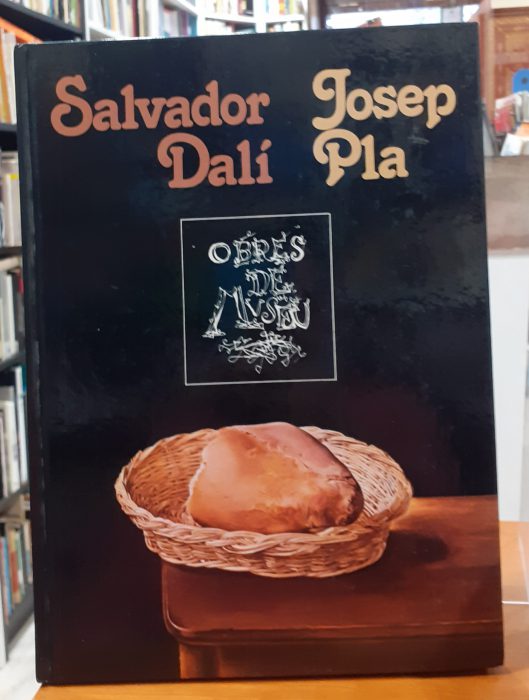 Salvador
Dalí
Josep
Pla
OBRES
DE
MUSEU